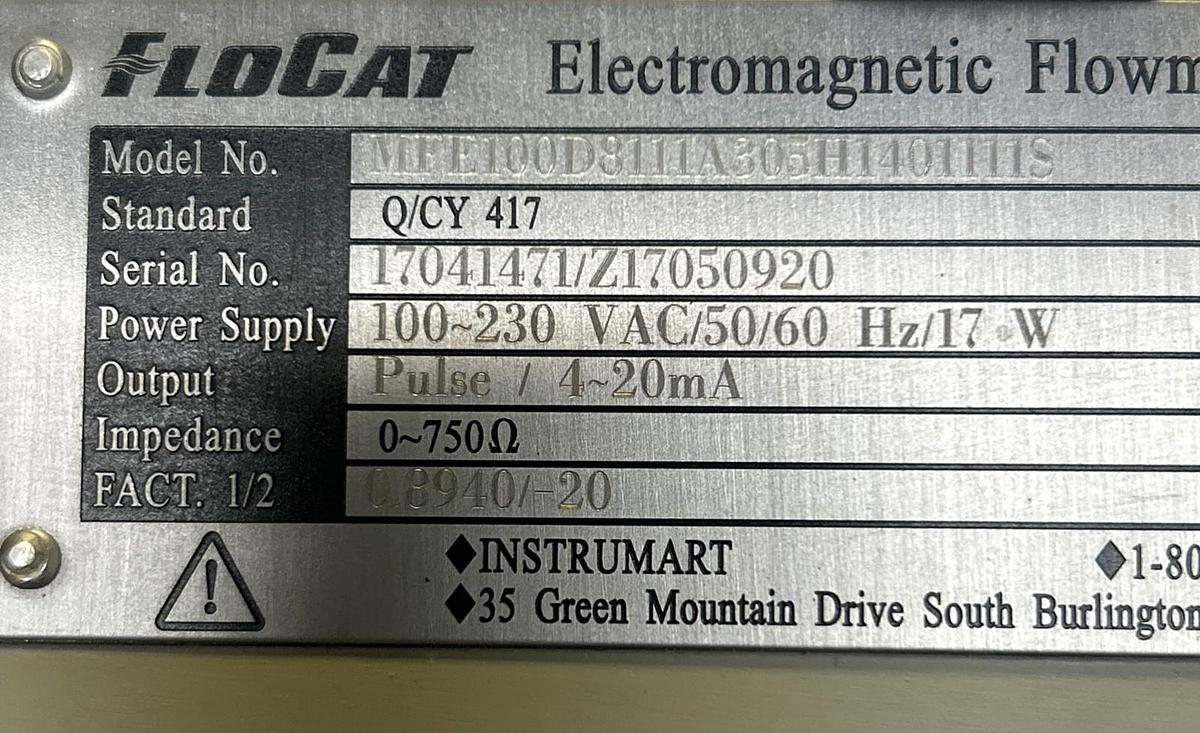 FLOCAT Electromagnetic Flowm
Model No. MFE100D8111A305H1401111S
Standard Q/CY 417
Serial No. 17041471/Z17050920
Power Supply 100~230 VAC/50/60 Hz/17 W
Output Pulse / 4~20mA
Impedance 0~750Ω
FACT. 1/2 0.8940/-20
◆INSTRUMART ◆1-80
◆35 Green Mountain Drive South Burlington